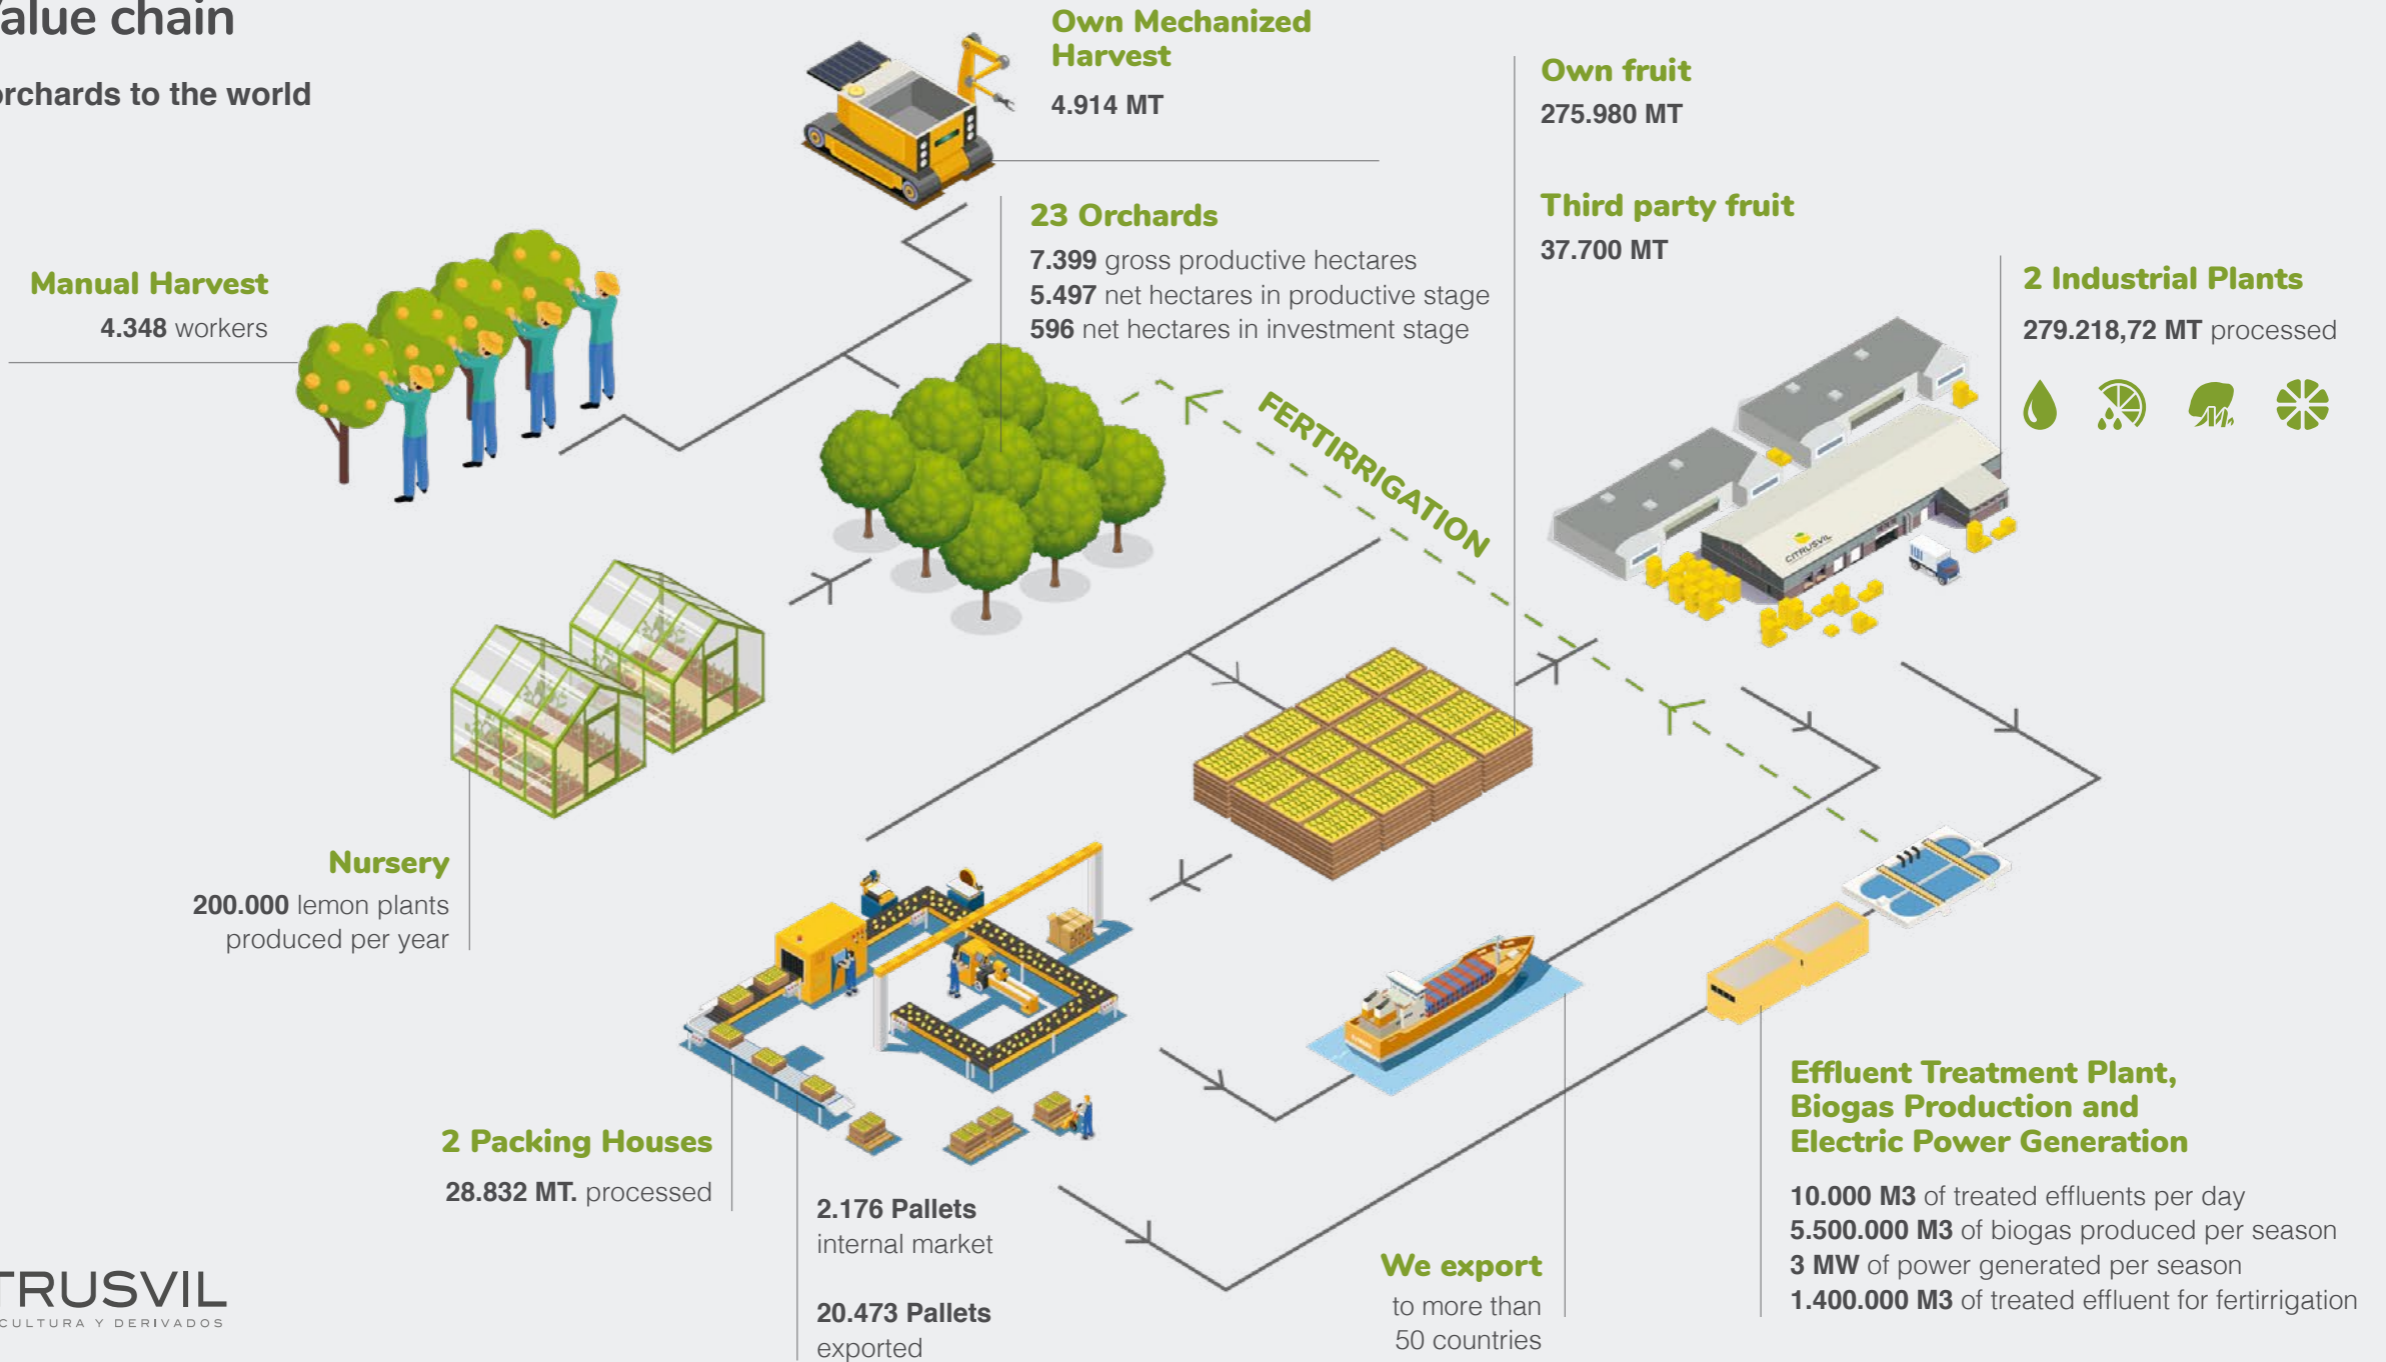 alue chain
orchards to the world
Own Mechanized
Harvest
4.914 MT
Own fruit
275.980 MT
Third party fruit
37.700 MT
23 Orchards
7.399 gross productive hectares
5.497 net hectares in productive stage
596 net hectares in investment stage
Manual Harvest
4.348 workers
2 Industrial Plants
279.218,72 MT processed
FERTIRRIGATION
CITRUSVIL
Nursery
200.000 lemon plants
produced per year
2 Packing Houses
28.832 MT. processed
2.176 Pallets
internal market
20.473 Pallets
exported
We export
to more than
50 countries
Effluent Treatment Plant,
Biogas Production and
Electric Power Generation
10.000 M3 of treated effluents per day
5.500.000 M3 of biogas produced per season
3 MW of power generated per season
1.400.000 M3 of treated effluent for fertirrigation
TRUSVIL
CULTURA Y DERIVADOS